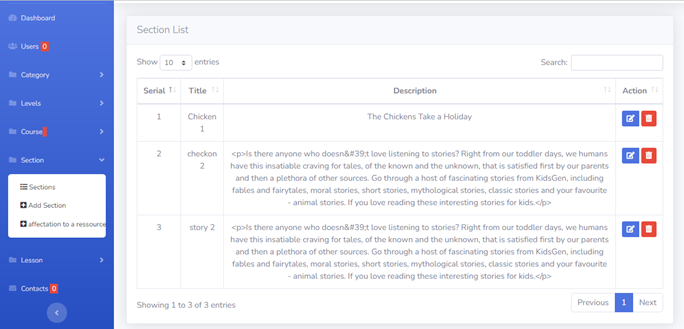 Dashboard
Users 0
Category
Levels
Course
Section
Sections
Add Section
affectation a ressource
Lesson
Contacts 0
Section List
Show 10 entries
Search:
Serial Title Description Action
1 Chicken 1 The Chickens Take a Holiday
2 checkon 2
<p>Is there anyone who doesn&#39;t love listening to stories? Right from our toddler days, we humans
have this insatiable craving for tales, of the known and the unknown, that is satisfied first by our parents
and then a plethora of other sources. Go through a host of fascinating stories from KidsGen, including
fables and fairytales, moral stories, short stories, mythological stories, classic stories and your favourite
- animal stories. If you love reading these interesting stories for kids.</p>
3 story 2
<p>Is there anyone who doesn&#39;t love listening to stories? Right from our toddler days, we humans
have this insatiable craving for tales, of the known and the unknown, that is satisfied first by our parents
and then a plethora of other sources. Go through a host of fascinating stories from KidsGen, including
fables and fairytales, moral stories, short stories, mythological stories, classic stories and your favourite
- animal stories. If you love reading these interesting stories for kids.</p>
Showing 1 to 3 of 3 entries
Previous 1 Next